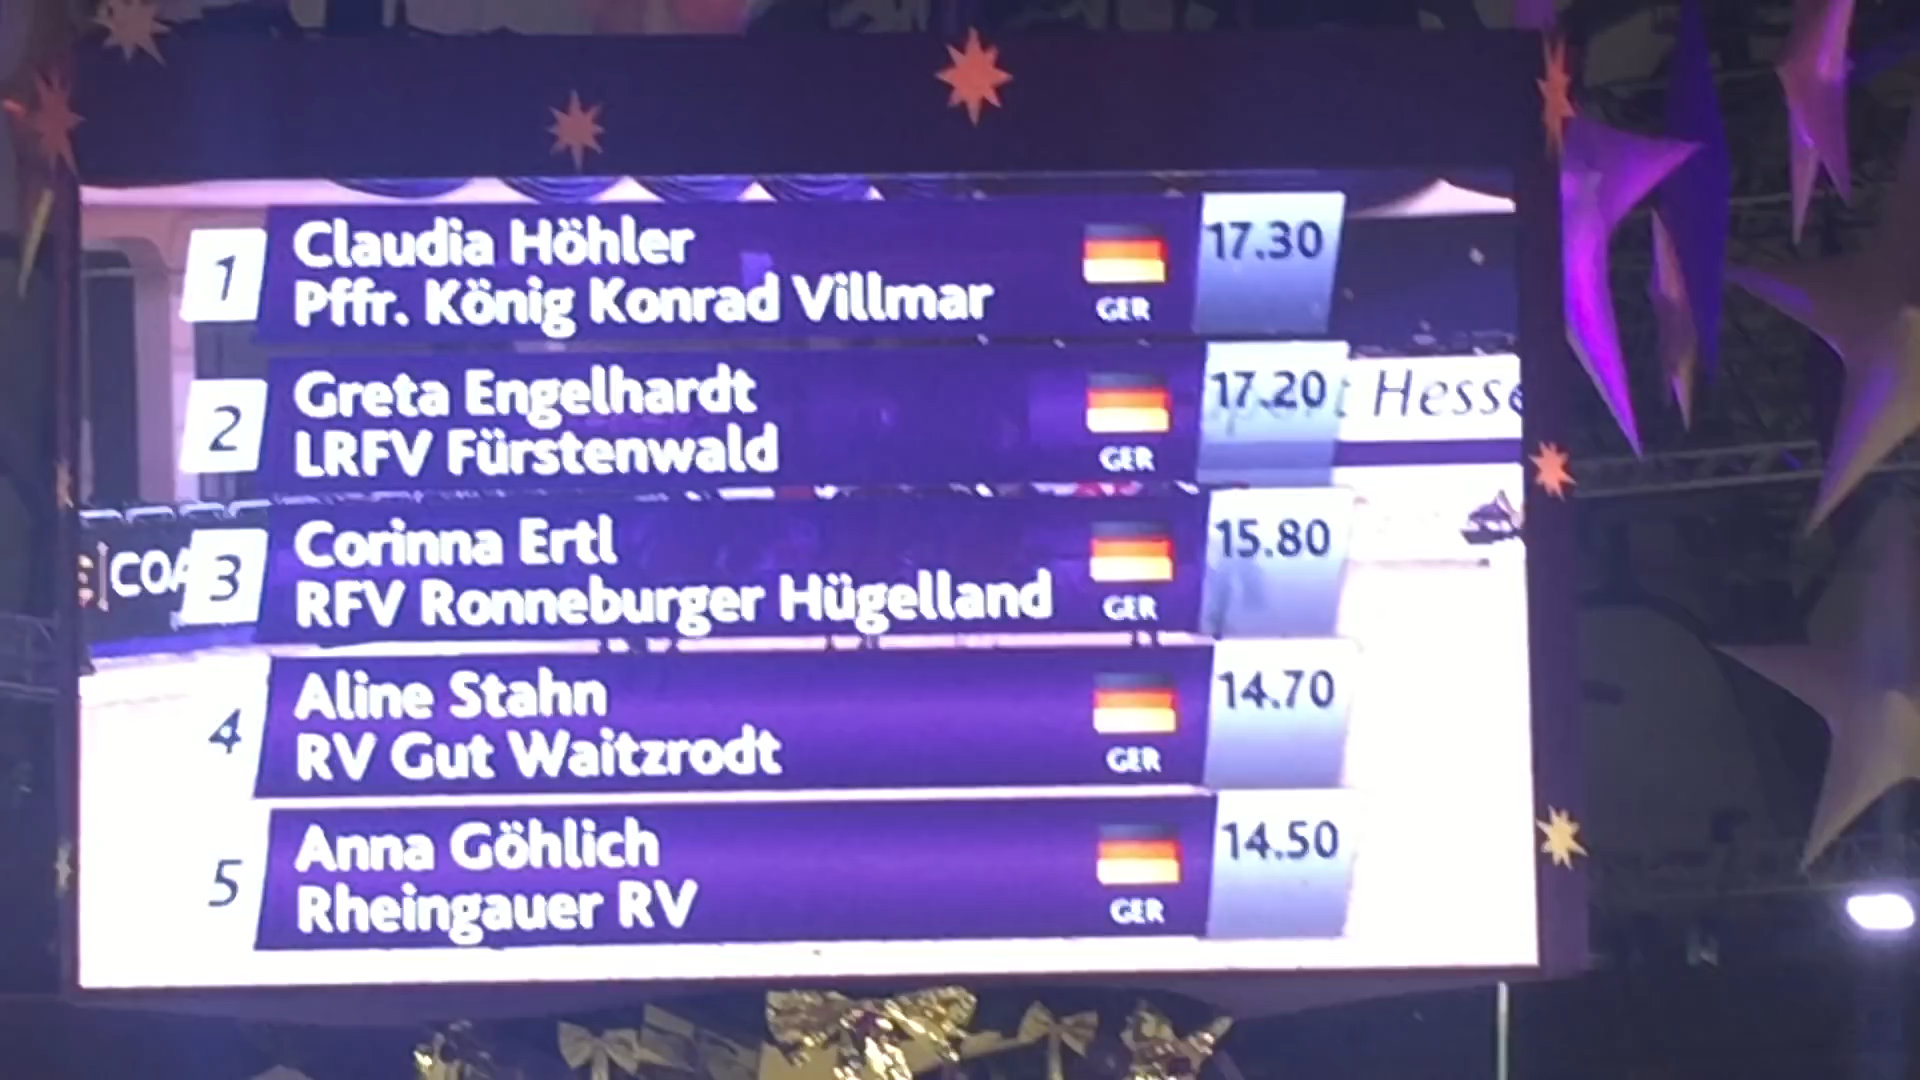 1
Claudia Höhler
Pffr. König Konrad Villmar
GER
17.30
2
Greta Engelhardt
LRFV Fürstenwald
GER
17.20
Hesse
3
Corinna Ertl
RFV Ronneburger Hügelland
GER
15.80
4
Aline Stahn
RV Gut Waitzrodt
GER
14.70
5
Anna Göhlich
Rheingauer RV
GER
14.50